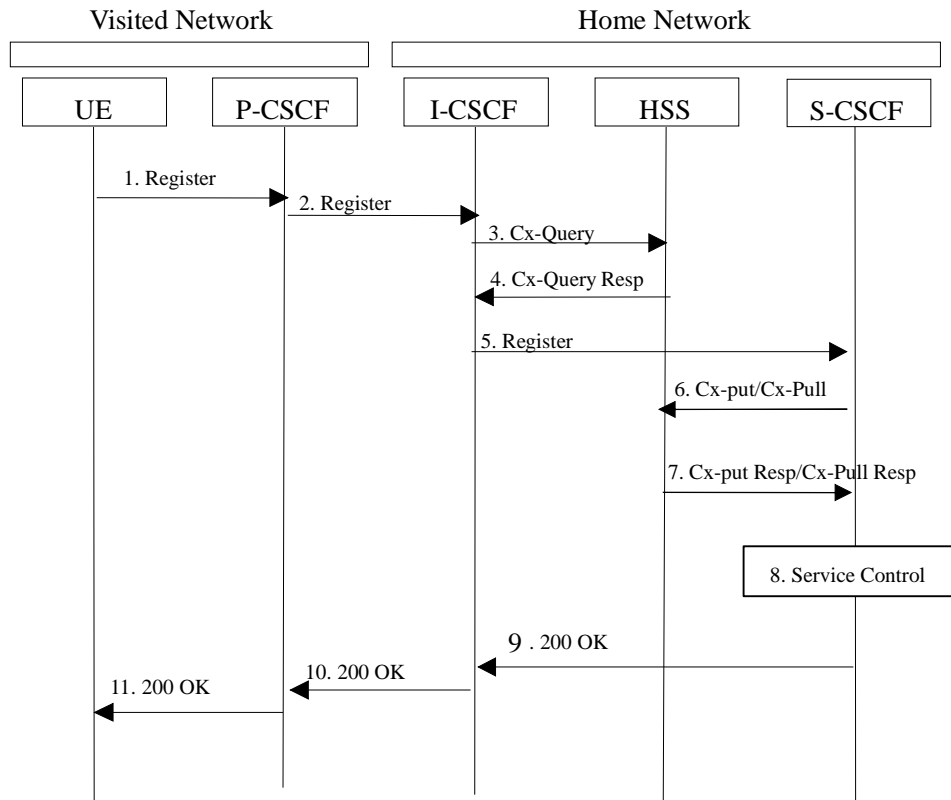 Visited Network
Home Network
UE
P-CSCF
I-CSCF
HSS
S-CSCF
1. Register
2. Register
3. Cx-Query
4. Cx-Query Resp
5. Register
6. Cx-put/Cx-Pull
7. Cx-put Resp/Cx-Pull Resp
8. Service Control
9 . 200 OK
10. 200 OK
11. 200 OK